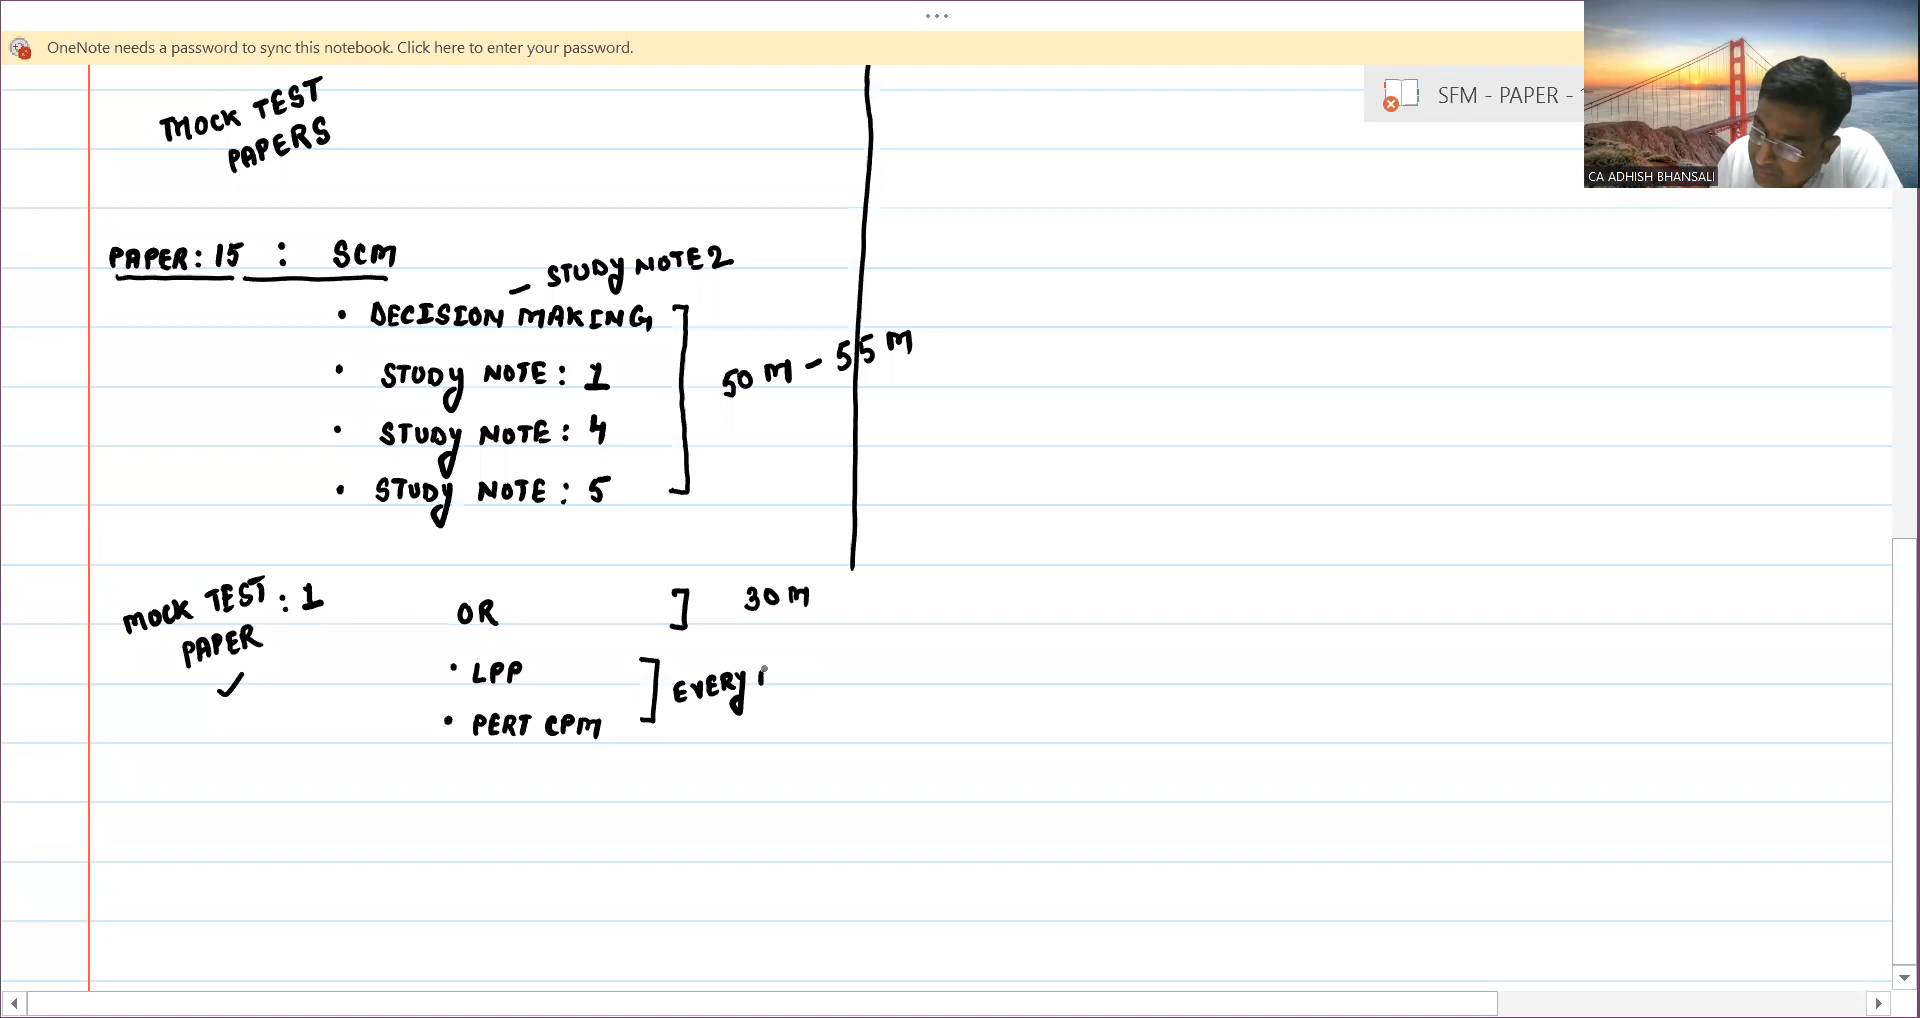 OneNote needs a password to sync this notebook. Click here to enter your password.
SFM - PAPER -
CA ADHISH BHANSALI
MOCK TEST
PAPERS
PAPER: 15 : SCM
- STUDY NOTE 2
• DECISION MAKING
• STUDY NOTE: 1
50 M - 55 M
• STUDY NOTE: 4
• STUDY NOTE: 5
MOCK TEST: 1
PAPER
OR ] 30 M
• LPP
] EVERY
• PERT CPM